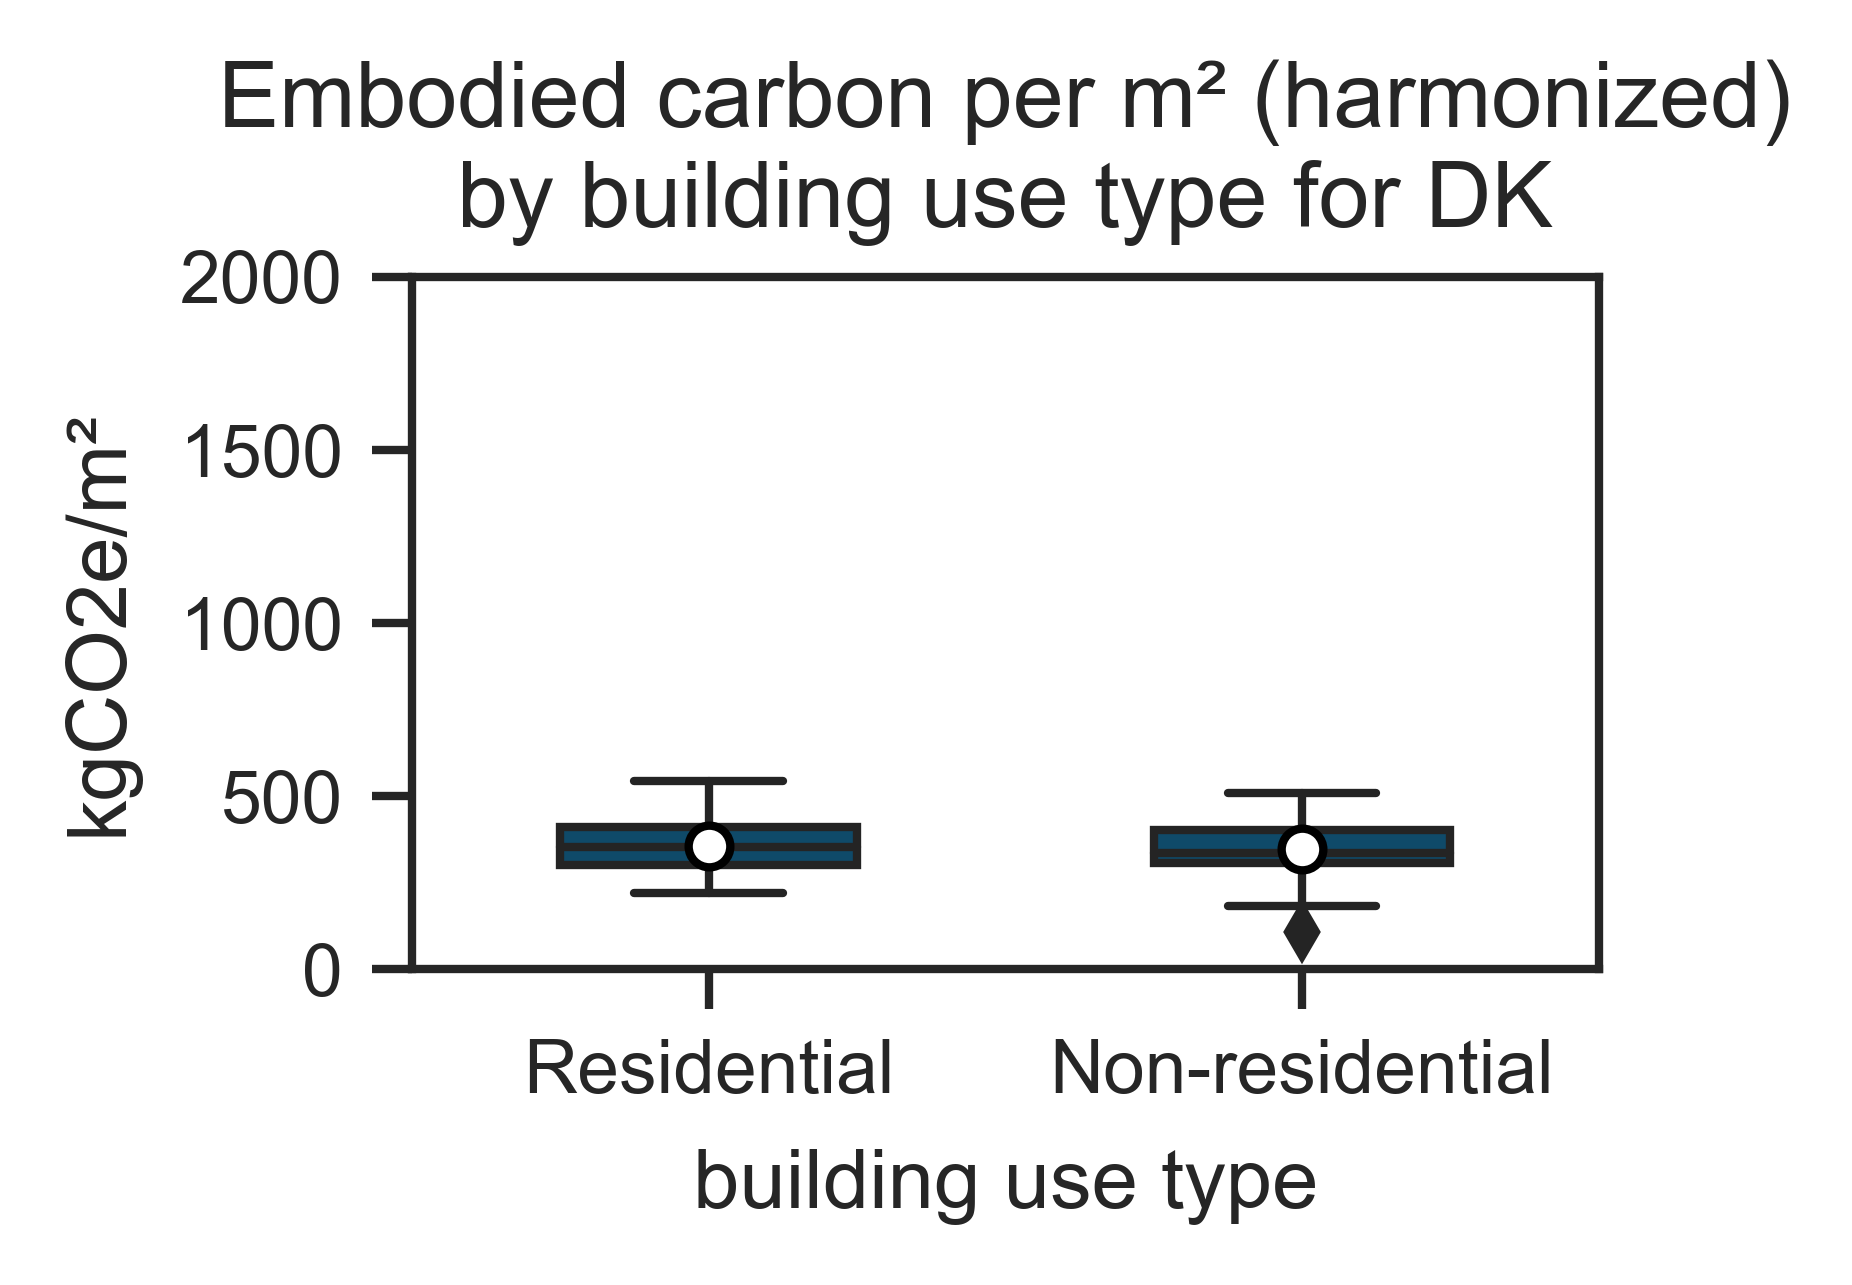 Embodied carbon per m² (harmonized)
by building use type for DK
2000
1500
1000
500
0
kgCO2e/m²
Residential
Non-residential
building use type